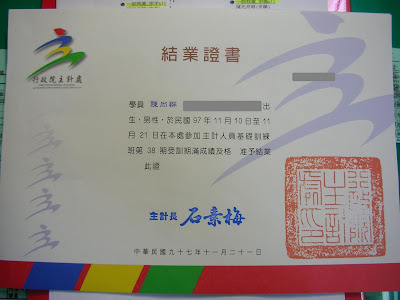 結業證書
行政院主計處
學員 陳尚群 出
生,男性,於民國97年11月10日至11
月21日在本處參加主計人員基礎訓練
班第38期受訓期滿成績及格 准予結業
此證
主計長 石素梅
中華民國九十七年十一月二十一日